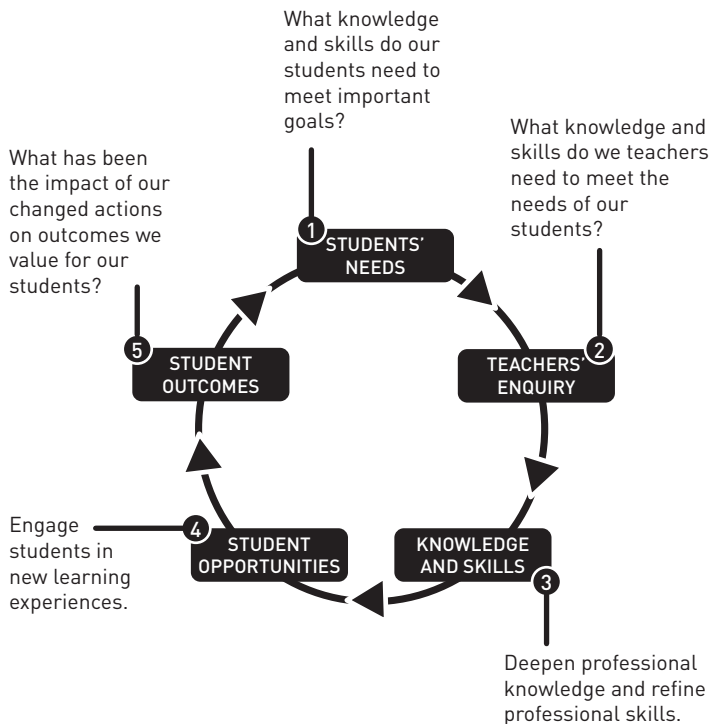 What knowledge
and skills do our
students need to
meet important
goals?
1
STUDENTS’
NEEDS
What knowledge and
skills do we teachers
need to meet the
needs of our
students?
2
TEACHERS’
ENQUIRY
3
KNOWLEDGE
AND SKILLS
Deepen professional
knowledge and refine
professional skills.
4
STUDENT
OPPORTUNITIES
Engage
students in
new learning
experiences.
5
STUDENT
OUTCOMES
What has been
the impact of our
changed actions
on outcomes we
value for our
students?